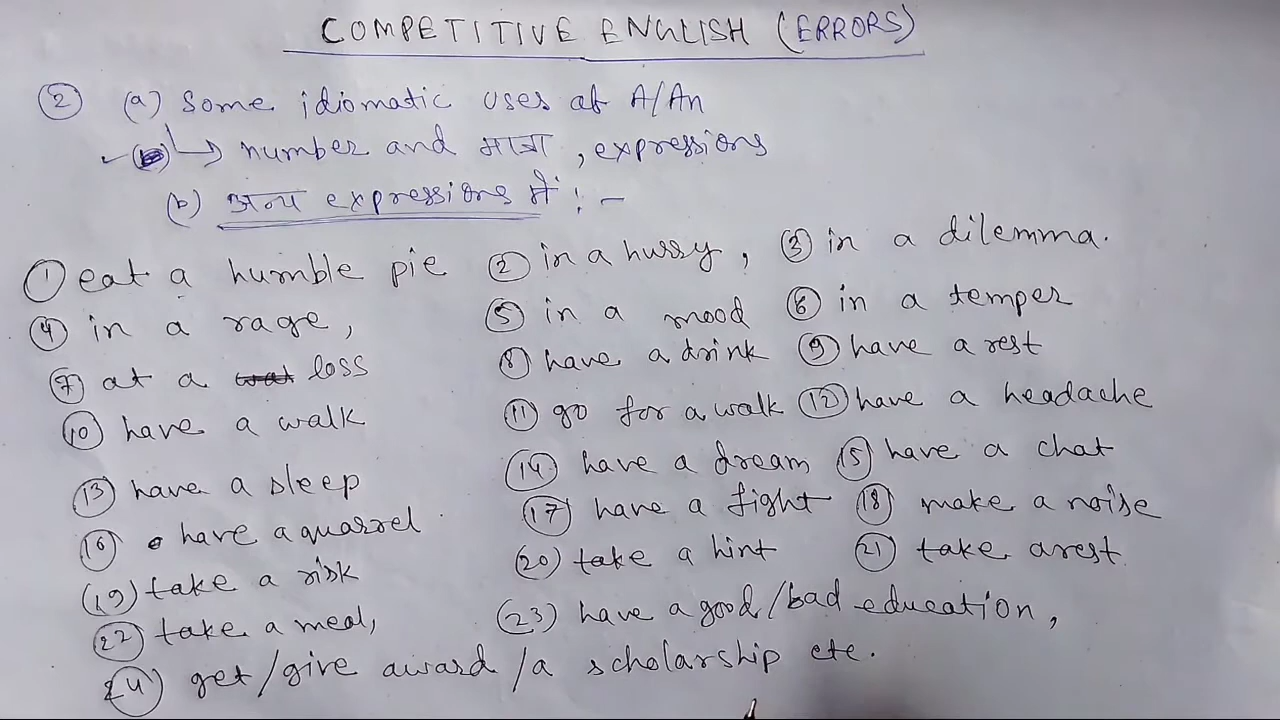 COMPETITIVE ENGLISH (ERRORS)
② (a) Some idiomatic uses of A/An
(b) ↳ number and मात्रा, expressions
(b) अन्य expressions में :-
① eat a humble pie ② in a hurry, ③ in a dilemma.
④ in a rage, ⑤ in a mood ⑥ in a temper
⑦ at a loss ⑧ have a drink ⑨ have a rest
⑩ have a walk ⑪ go for a walk ⑫ have a headache
⑬ have a sleep ⑭ have a dream ⑮ have a chat
⑯ have a quarrel ⑰ have a fight ⑱ make a noise
(19) take a risk (20) take a hint ㉑ take a rest
㉒ take a meal, (23) have a good/bad education,
㉔ get/give award/a scholarship etc.